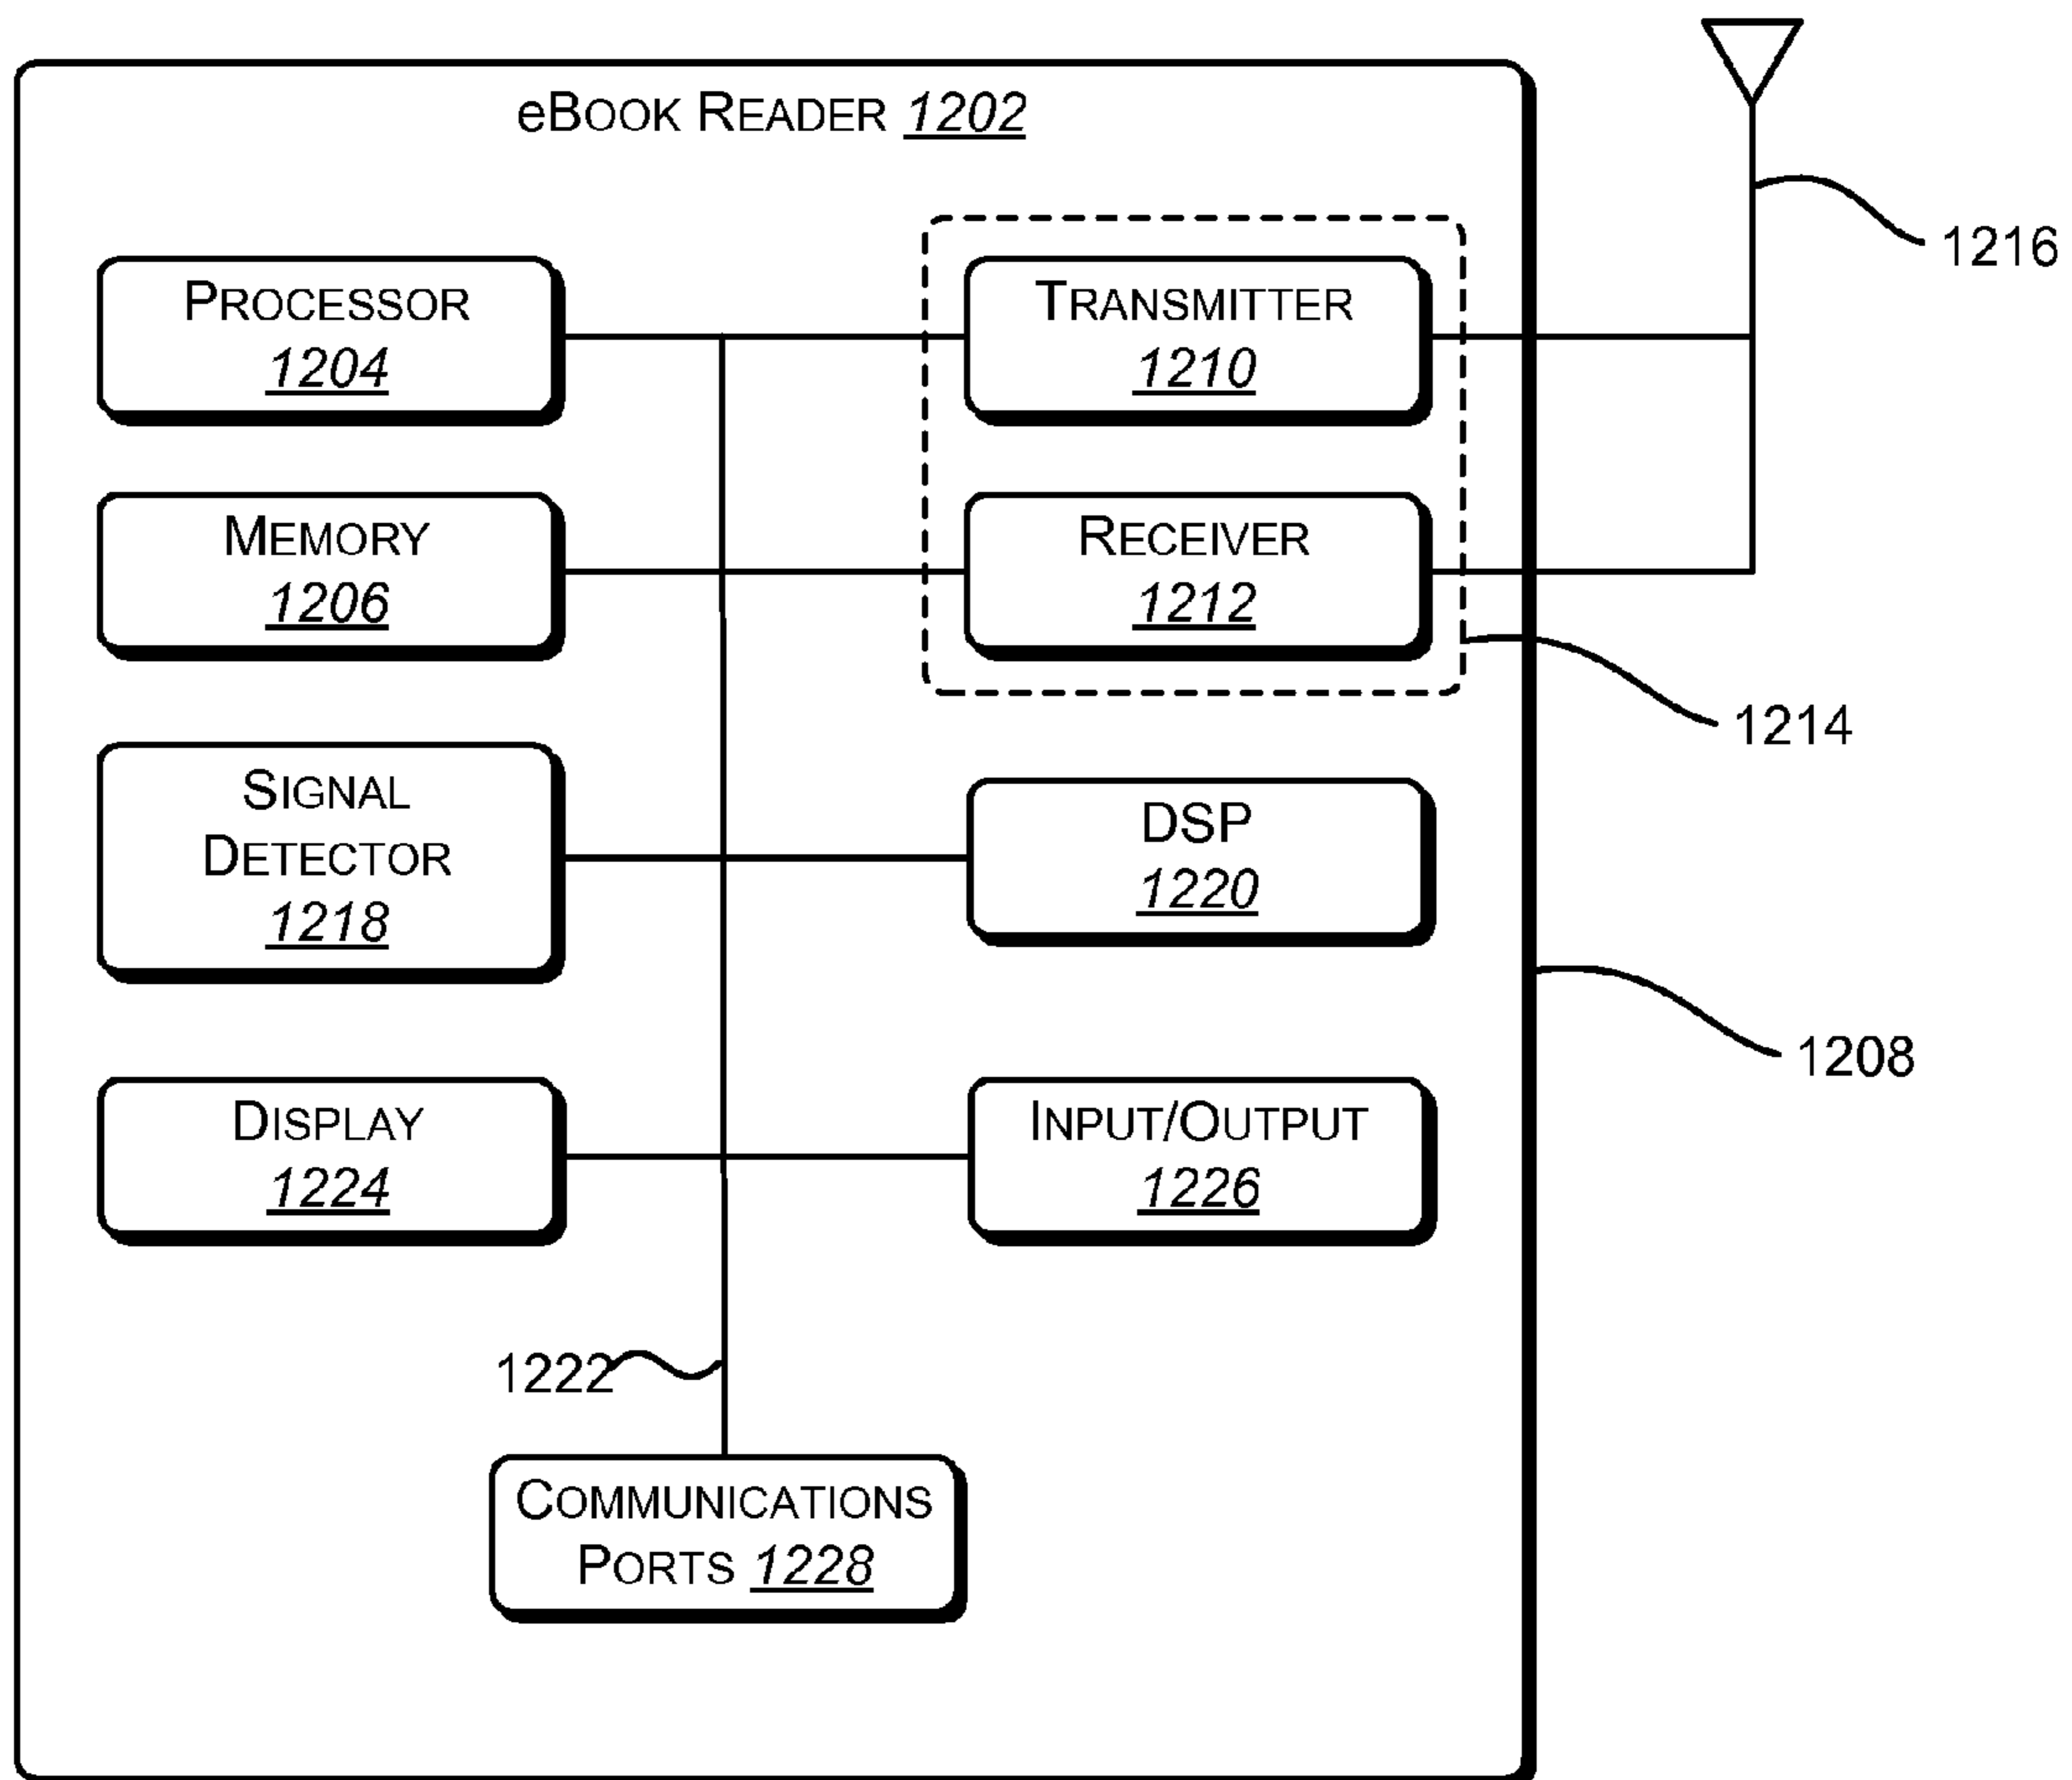 eBOOK READER 1202
1216
PROCESSOR
1204
TRANSMITTER
1210
MEMORY
1206
RECEIVER
1212
1214
SIGNAL
DETECTOR
1218
DSP
1220
1208
DISPLAY
1224
INPUT/OUTPUT
1226
1222
COMMUNICATIONS
PORTS 1228